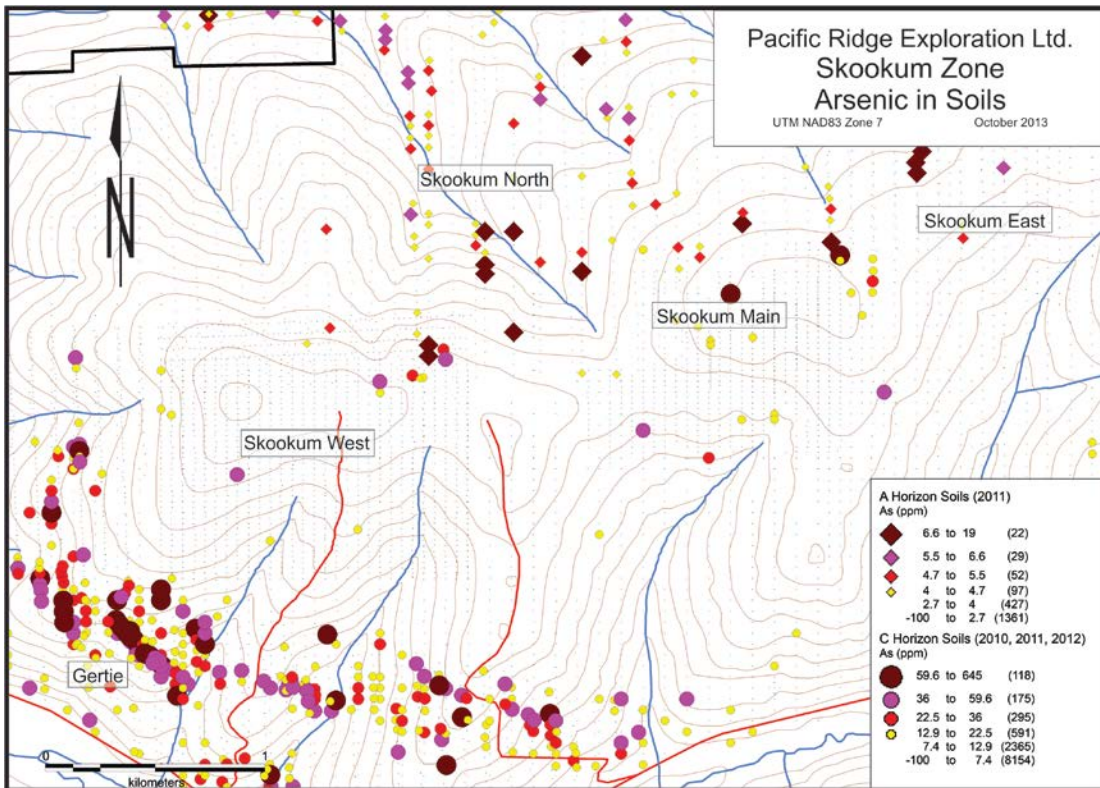 Pacific Ridge Exploration Ltd.
Skookum Zone
Arsenic in Soils
UTM NAD83 Zone 7 October 2013
N
Skookum North
Skookum East
Skookum Main
Skookum West
Gertie
0 1
kilometers
A Horizon Soils (2011)
As (ppm)
6.6 to 19 (22)
5.5 to 6.6 (29)
4.7 to 5.5 (52)
4 to 4.7 (97)
2.7 to 4 (427)
-100 to 2.7 (1361)
C Horizon Soils (2010, 2011, 2012)
As (ppm)
59.6 to 645 (118)
36 to 59.6 (175)
22.5 to 36 (295)
12.9 to 22.5 (591)
7.4 to 12.9 (2365)
-100 to 7.4 (8154)